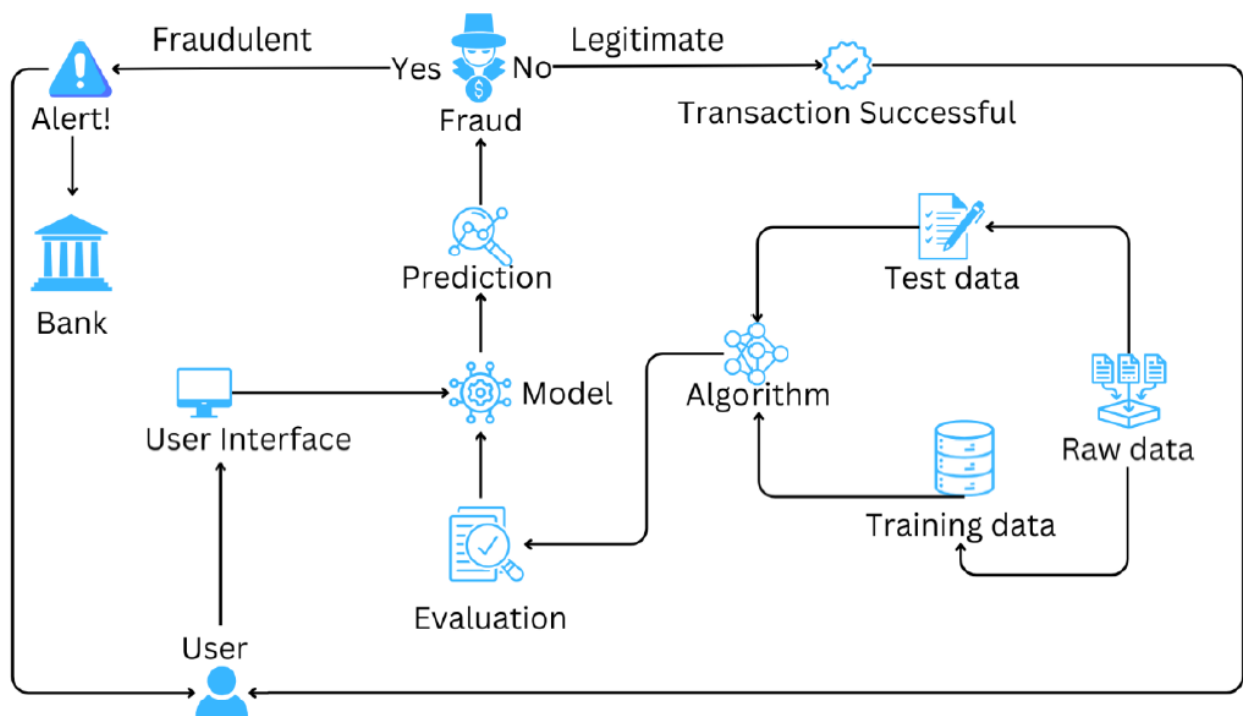 Fraudulent
Legitimate
Yes
No
Alert!
Fraud
Transaction Successful
Bank
Prediction
Test data
Model
Algorithm
User Interface
Raw data
Training data
Evaluation
User